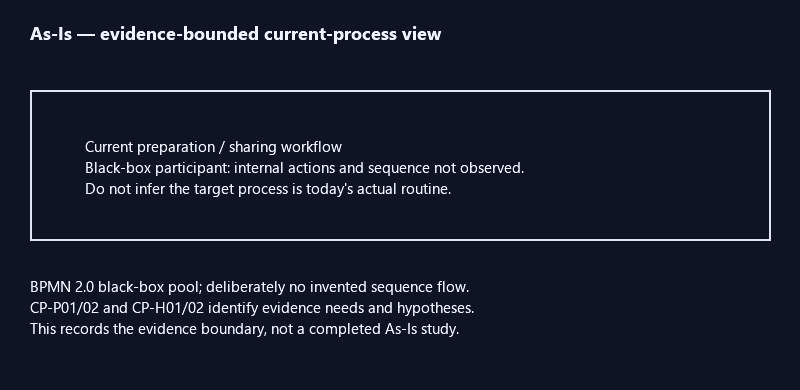 As-Is — evidence-bounded current-process view
Current preparation / sharing workflow
Black-box participant: internal actions and sequence not observed.
Do not infer the target process is today's actual routine.
BPMN 2.0 black-box pool; deliberately no invented sequence flow.
CP-P01/02 and CP-H01/02 identify evidence needs and hypotheses.
This records the evidence boundary, not a completed As-Is study.